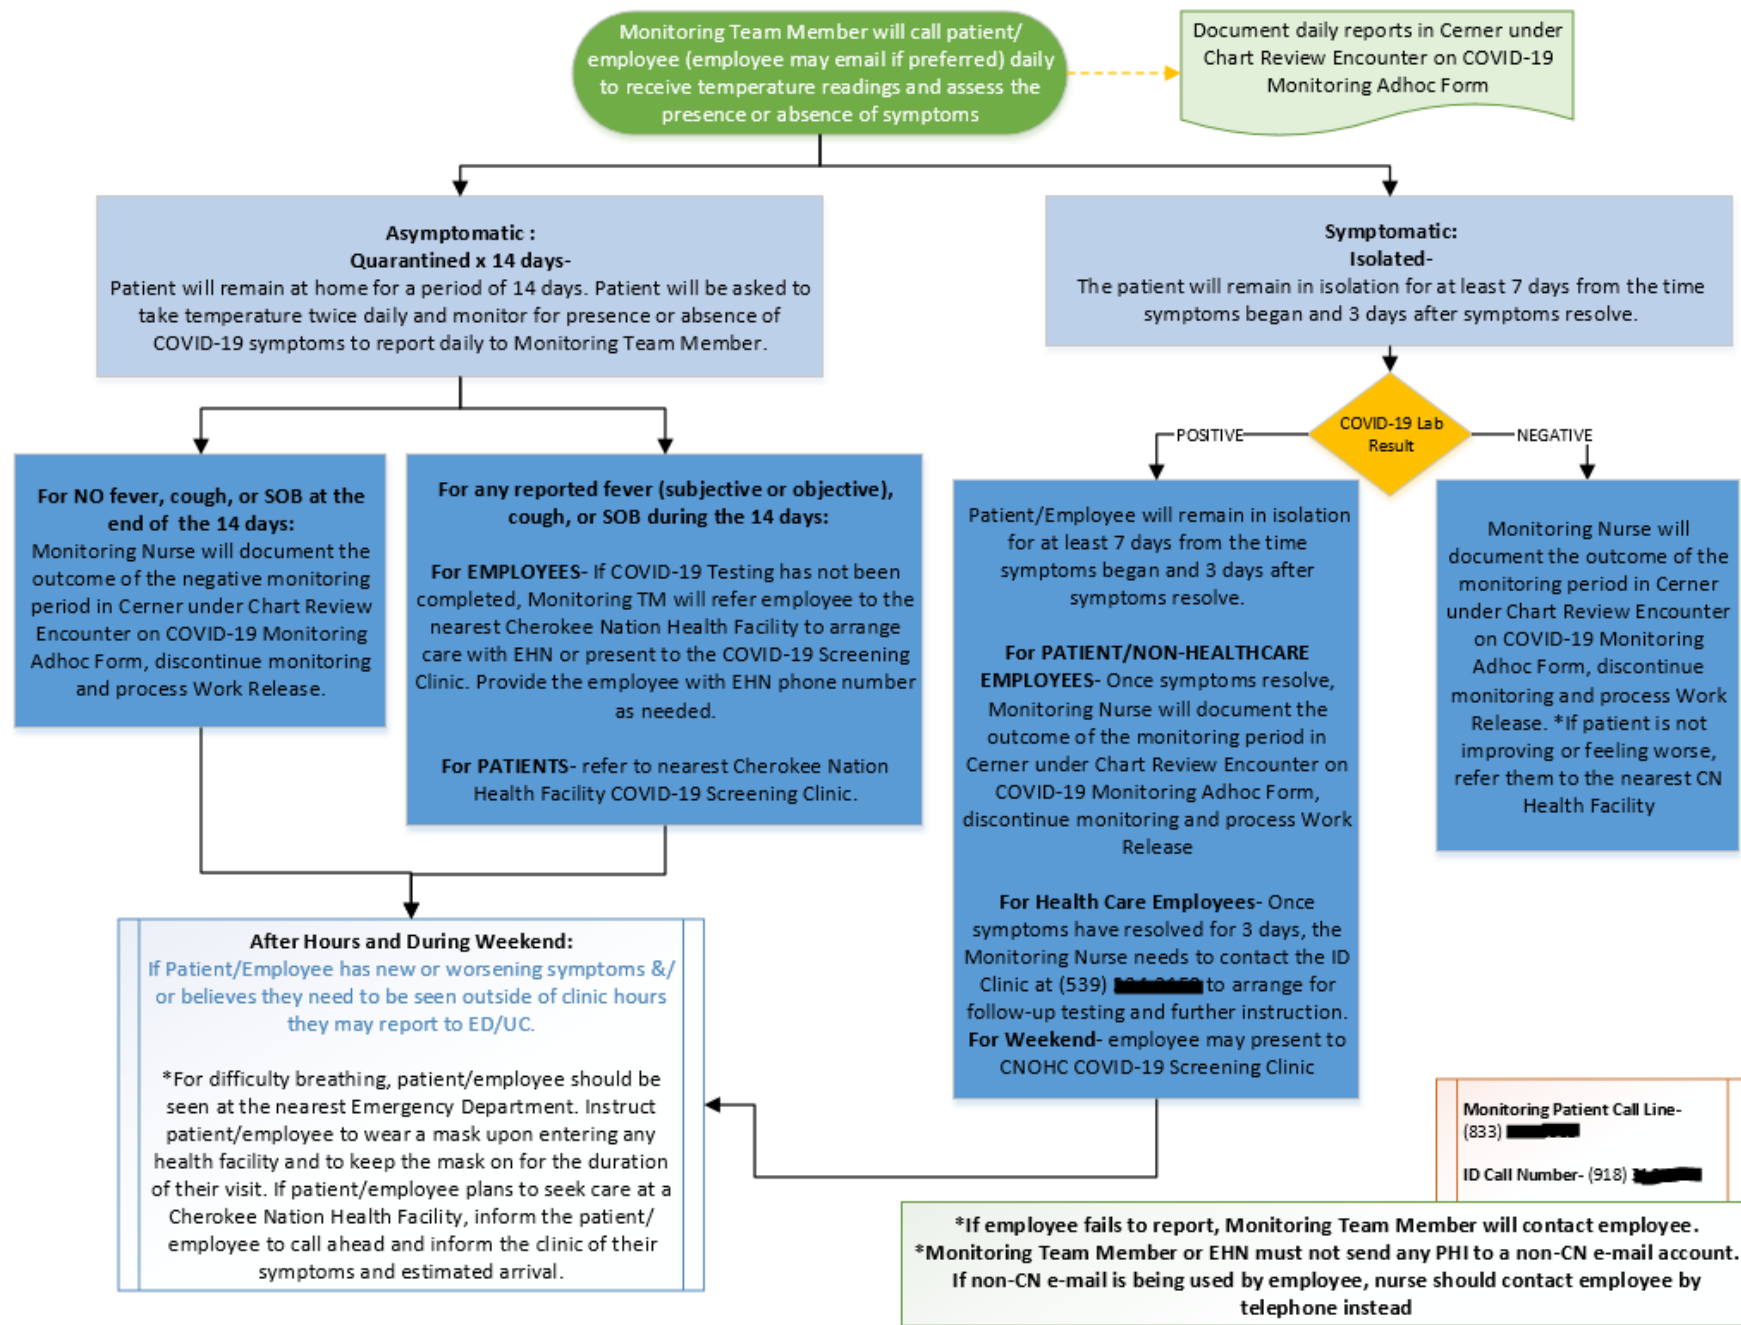 Monitoring Team Member will call patient/
employee (employee may email if preferred) daily
to receive temperature readings and assess the
presence or absence of symptoms
Document daily reports in Cerner under
Chart Review Encounter on COVID-19
Monitoring Adhoc Form
Asymptomatic :
Quarantined x 14 days-
Patient will remain at home for a period of 14 days. Patient will be asked to
take temperature twice daily and monitor for presence or absence of
COVID-19 symptoms to report daily to Monitoring Team Member.
Symptomatic:
Isolated-
The patient will remain in isolation for at least 7 days from the time
symptoms began and 3 days after symptoms resolve.
COVID-19 Lab
Result
POSITIVE
NEGATIVE
For NO fever, cough, or SOB at the
end of the 14 days:
Monitoring Nurse will document the
outcome of the negative monitoring
period in Cerner under Chart Review
Encounter on COVID-19 Monitoring
Adhoc Form, discontinue monitoring
and process Work Release.
For any reported fever (subjective or objective),
cough, or SOB during the 14 days:
For EMPLOYEES- If COVID-19 Testing has not been
completed, Monitoring TM will refer employee to the
nearest Cherokee Nation Health Facility to arrange
care with EHN or present to the COVID-19 Screening
Clinic. Provide the employee with EHN phone number
as needed.
For PATIENTS- refer to nearest Cherokee Nation
Health Facility COVID-19 Screening Clinic.
Patient/Employee will remain in isolation
for at least 7 days from the time
symptoms began and 3 days after
symptoms resolve.
For PATIENT/NON-HEALTHCARE
EMPLOYEES- Once symptoms resolve,
Monitoring Nurse will document the
outcome of the monitoring period in
Cerner under Chart Review Encounter on
COVID-19 Monitoring Adhoc Form,
discontinue monitoring and process Work
Release
For Health Care Employees- Once
symptoms have resolved for 3 days, the
Monitoring Nurse needs to contact the ID
Clinic at (539) to arrange for
follow-up testing and further instruction.
For Weekend- employee may present to
CNOHC COVID-19 Screening Clinic
Monitoring Nurse will
document the outcome of the
monitoring period in Cerner
under Chart Review Encounter
on COVID-19 Monitoring
Adhoc Form, discontinue
monitoring and process Work
Release. *If patient is not
improving or feeling worse,
refer them to the nearest CN
Health Facility
After Hours and During Weekend:
If Patient/Employee has new or worsening symptoms &/
or believes they need to be seen outside of clinic hours
they may report to ED/UC.
*For difficulty breathing, patient/employee should be
seen at the nearest Emergency Department. Instruct
patient/employee to wear a mask upon entering any
health facility and to keep the mask on for the duration
of their visit. If patient/employee plans to seek care at a
Cherokee Nation Health Facility, inform the patient/
employee to call ahead and inform the clinic of their
symptoms and estimated arrival.
Monitoring Patient Call Line-
(833)
ID Call Number- (918)
*If employee fails to report, Monitoring Team Member will contact employee.
*Monitoring Team Member or EHN must not send any PHI to a non-CN e-mail account.
If non-CN e-mail is being used by employee, nurse should contact employee by
telephone instead